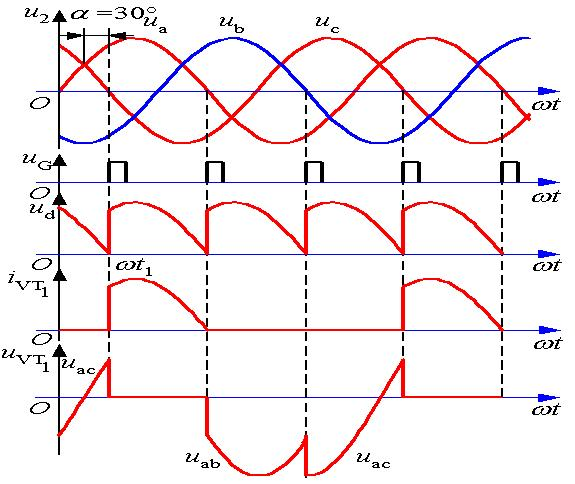 u2 α=30° ua ub uc
O ωt
uG
O ωt
ud
O ωt1 ωt
iVT1
O ωt
uVT1 uac
O ωt
uab uac